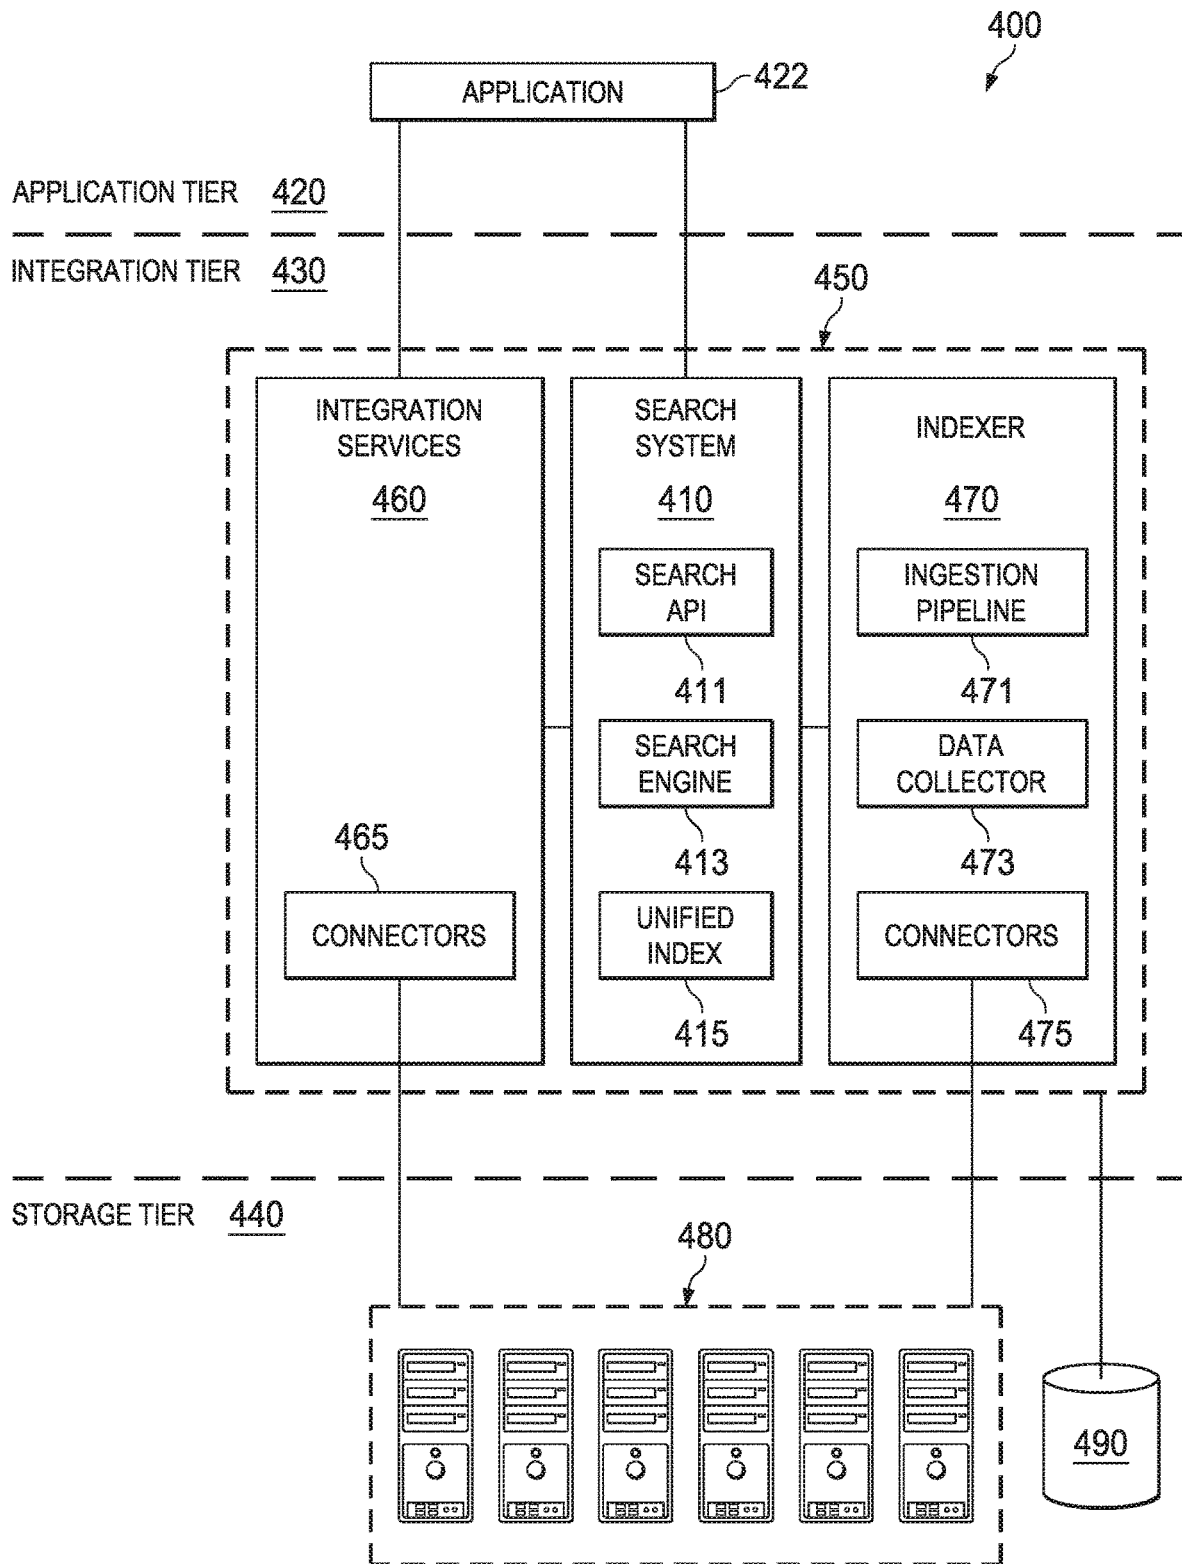 400
APPLICATION
422
APPLICATION TIER 420
INTEGRATION TIER 430
450
INTEGRATION
SERVICES
460
SEARCH
SYSTEM
410
SEARCH
API
411
SEARCH
ENGINE
413
UNIFIED
INDEX
415
INDEXER
470
INGESTION
PIPELINE
471
DATA
COLLECTOR
473
CONNECTORS
475
465
CONNECTORS
STORAGE TIER 440
480
490